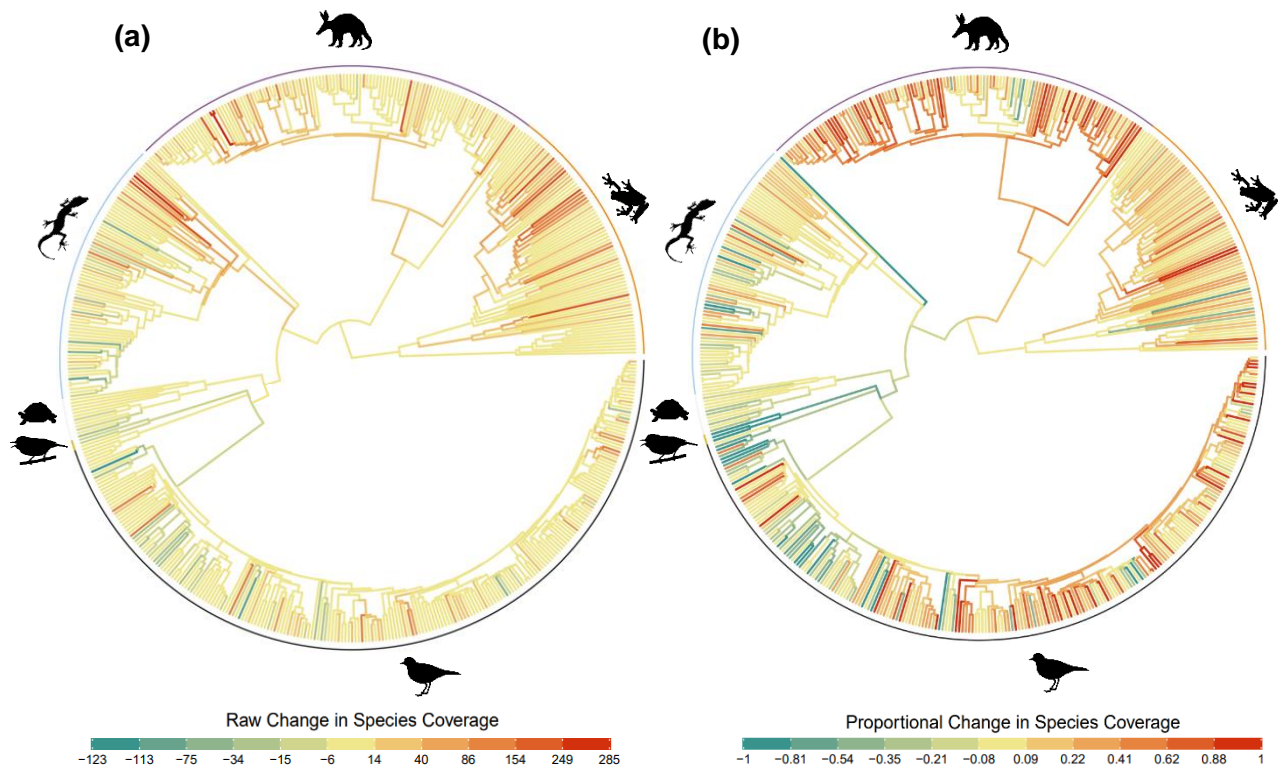 (a)
(b)
Raw Change in Species Coverage
−123 −113 −75 −34 −15 −6 14 40 86 154 249 285
Proportional Change in Species Coverage
−1 −0.81 −0.54 −0.35 −0.21 −0.08 0.09 0.22 0.41 0.62 0.88 1